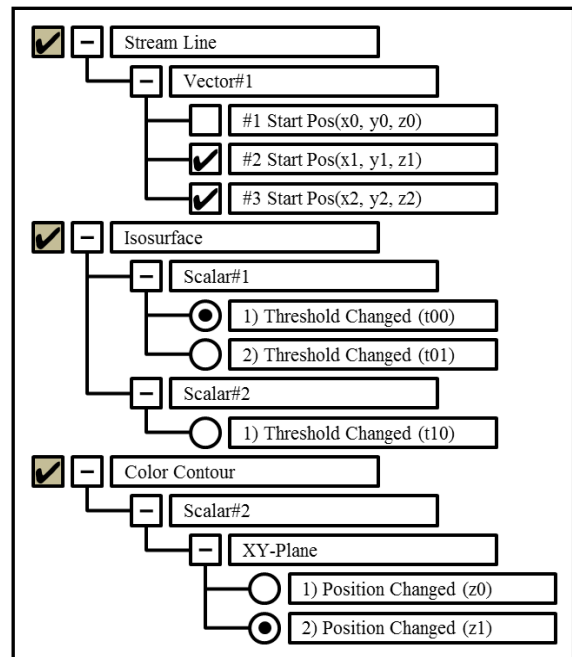 Stream Line
Vector#1
#1 Start Pos(x0, y0, z0)
#2 Start Pos(x1, y1, z1)
#3 Start Pos(x2, y2, z2)
Isosurface
Scalar#1
1) Threshold Changed (t00)
2) Threshold Changed (t01)
Scalar#2
1) Threshold Changed (t10)
Color Contour
Scalar#2
XY-Plane
1) Position Changed (z0)
2) Position Changed (z1)